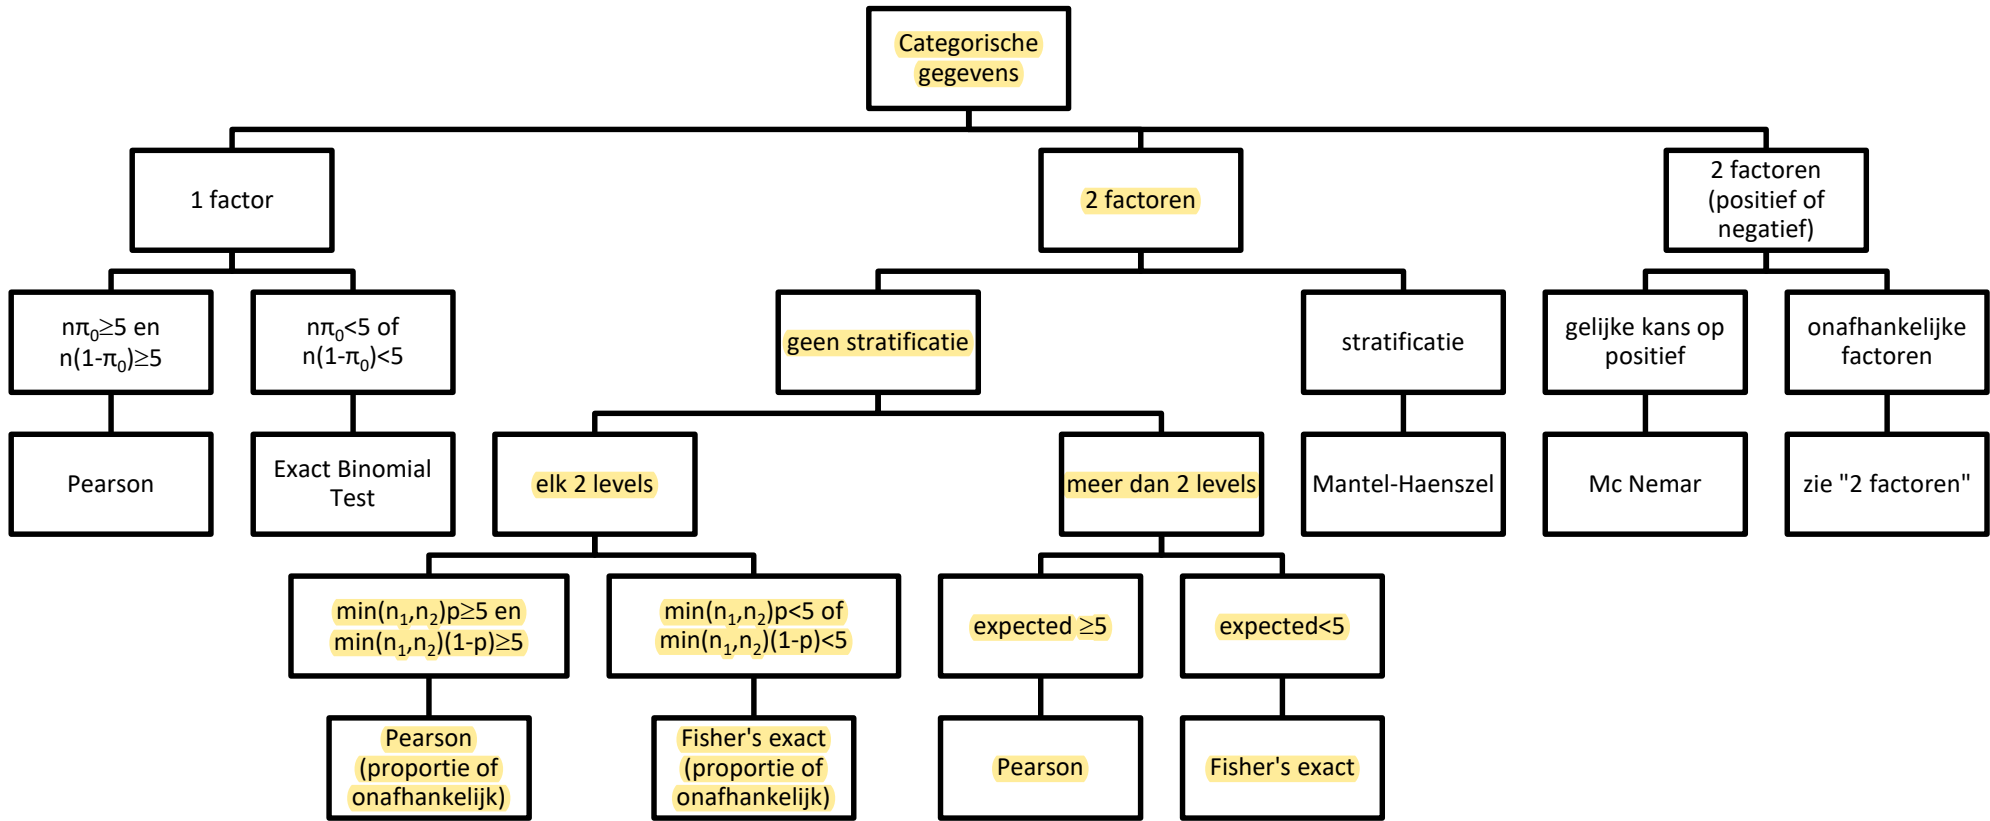 Categorische
gegevens
1 factor
2 factoren
2 factoren
(positief of
negatief)
nπ₀≥5 en
n(1-π₀)≥5
nπ₀<5 of
n(1-π₀)<5
geen stratificatie
stratificatie
gelijke kans op
positief
onafhankelijke
factoren
Pearson
Exact Binomial
Test
elk 2 levels
meer dan 2 levels
Mantel-Haenszel
Mc Nemar
zie "2 factoren"
min(n₁,n₂)p≥5 en
min(n₁,n₂)(1-p)≥5
min(n₁,n₂)p<5 of
min(n₁,n₂)(1-p)<5
expected ≥5
expected<5
Pearson
(proportie of
onafhankelijk)
Fisher's exact
(proportie of
onafhankelijk)
Pearson
Fisher's exact